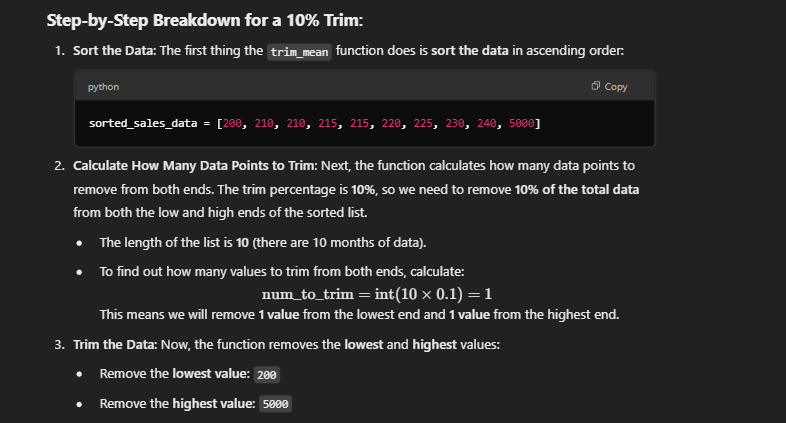 Step-by-Step Breakdown for a 10% Trim:
1. Sort the Data: The first thing the trim_mean function does is sort the data in ascending order:
python
Copy
sorted_sales_data = [200, 210, 210, 215, 215, 220, 225, 230, 240, 5000]
2. Calculate How Many Data Points to Trim: Next, the function calculates how many data points to
remove from both ends. The trim percentage is 10%, so we need to remove 10% of the total data
from both the low and high ends of the sorted list.
• The length of the list is 10 (there are 10 months of data).
• To find out how many values to trim from both ends, calculate:
num_to_trim = int(10 × 0.1) = 1
This means we will remove 1 value from the lowest end and 1 value from the highest end.
3. Trim the Data: Now, the function removes the lowest and highest values:
• Remove the lowest value: 200
• Remove the highest value: 5000